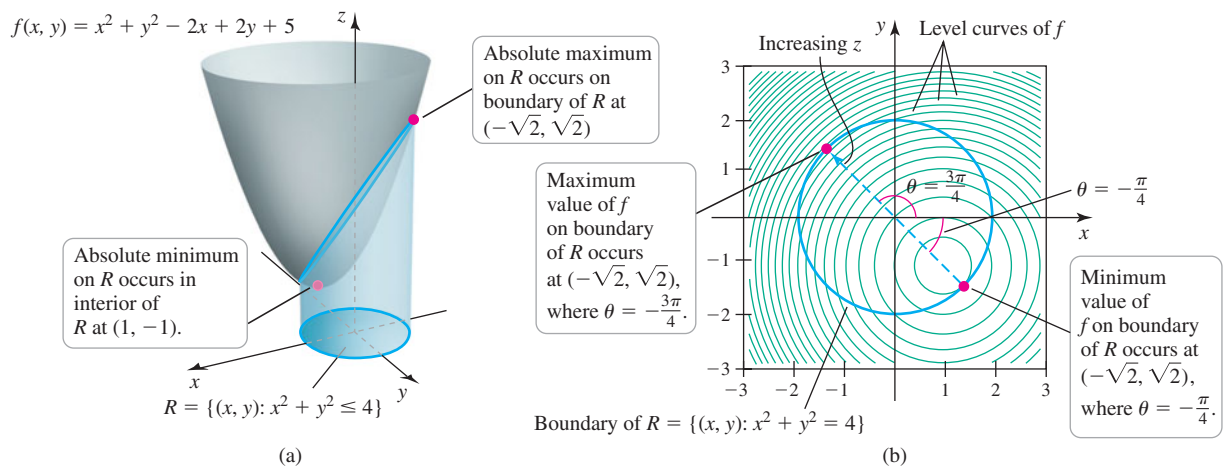 f(x, y) = x² + y² − 2x + 2y + 5
z
Absolute maximum
on R occurs on
boundary of R at
(−√2, √2)
Absolute minimum
on R occurs in
interior of
R at (1, −1).
x
y
R = {(x, y): x² + y² ≤ 4}
(a)
y
Level curves of f
Increasing z
3
2
1
−1
−2
−3
Maximum
value of f
on boundary
of R occurs
at (−√2, √2),
where θ = −3π/4.
θ = 3π/4
θ = −π/4
x
Minimum
value of
f on boundary
of R occurs at
(−√2, √2),
where θ = −π/4.
−3 −2 −1 1 2 3
Boundary of R = {(x, y): x² + y² = 4}
(b)